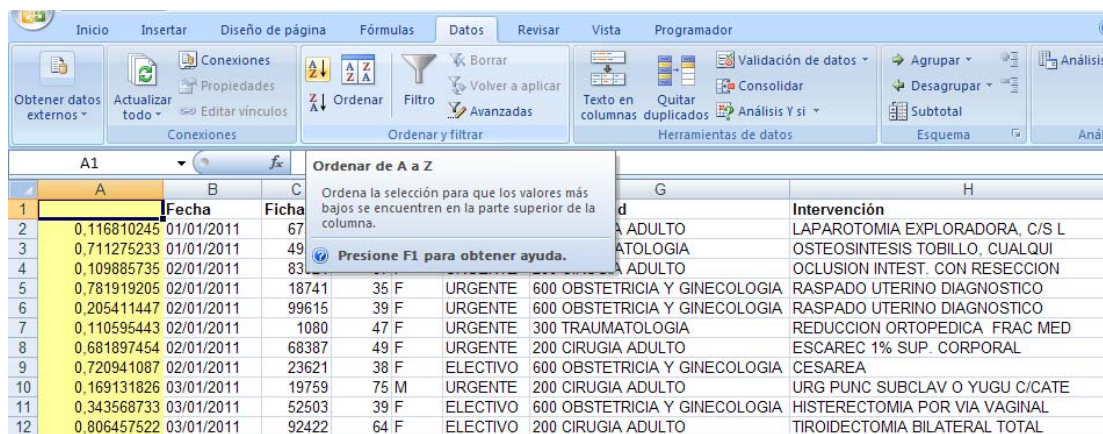 Inicio Insertar Diseño de página Fórmulas Datos Revisar Vista Programador
Obtener datos externos
Actualizar todo
Conexiones
Propiedades
Editar vínculos
Conexiones
Ordenar
Filtro
Borrar
Volver a aplicar
Avanzadas
Ordenar y filtrar
Texto en columnas
Quitar duplicados
Validación de datos
Consolidar
Análisis Y si
Herramientas de datos
Agrupar
Desagrupar
Subtotal
Esquema
Análisis
A1 fx
Ordenar de A a Z
Ordena la selección para que los valores más
bajos se encuentren en la parte superior de la
columna.
Presione F1 para obtener ayuda.
A B C G H
1 Fecha Ficha d Intervención
2 0,116810245 01/01/2011 67 A ADULTO LAPAROTOMIA EXPLORADORA, C/S L
3 0,711275233 01/01/2011 49 ATOLOGIA OSTEOSINTESIS TOBILLO, CUALQUI
4 0,109885735 02/01/2011 OCLUSION INTEST. CON RESECCION
5 0,781919205 02/01/2011 18741 35 F URGENTE 600 OBSTETRICIA Y GINECOLOGIA RASPADO UTERINO DIAGNOSTICO
6 0,205411447 02/01/2011 99615 39 F URGENTE 600 OBSTETRICIA Y GINECOLOGIA RASPADO UTERINO DIAGNOSTICO
7 0,110595443 02/01/2011 1080 47 F URGENTE 300 TRAUMATOLOGIA REDUCCION ORTOPEDICA FRAC MED
8 0,681897454 02/01/2011 68387 49 F URGENTE 200 CIRUGIA ADULTO ESCAREC 1% SUP. CORPORAL
9 0,720941087 02/01/2011 23621 38 F ELECTIVO 600 OBSTETRICIA Y GINECOLOGIA CESAREA
10 0,169131826 03/01/2011 19759 75 M URGENTE 200 CIRUGIA ADULTO URG PUNC SUBCLAV O YUGU C/CATE
11 0,343568733 03/01/2011 52503 39 F ELECTIVO 600 OBSTETRICIA Y GINECOLOGIA HISTERECTOMIA POR VIA VAGINAL
12 0,806457522 03/01/2011 92422 64 F ELECTIVO 200 CIRUGIA ADULTO TIROIDECTOMIA BILATERAL TOTAL